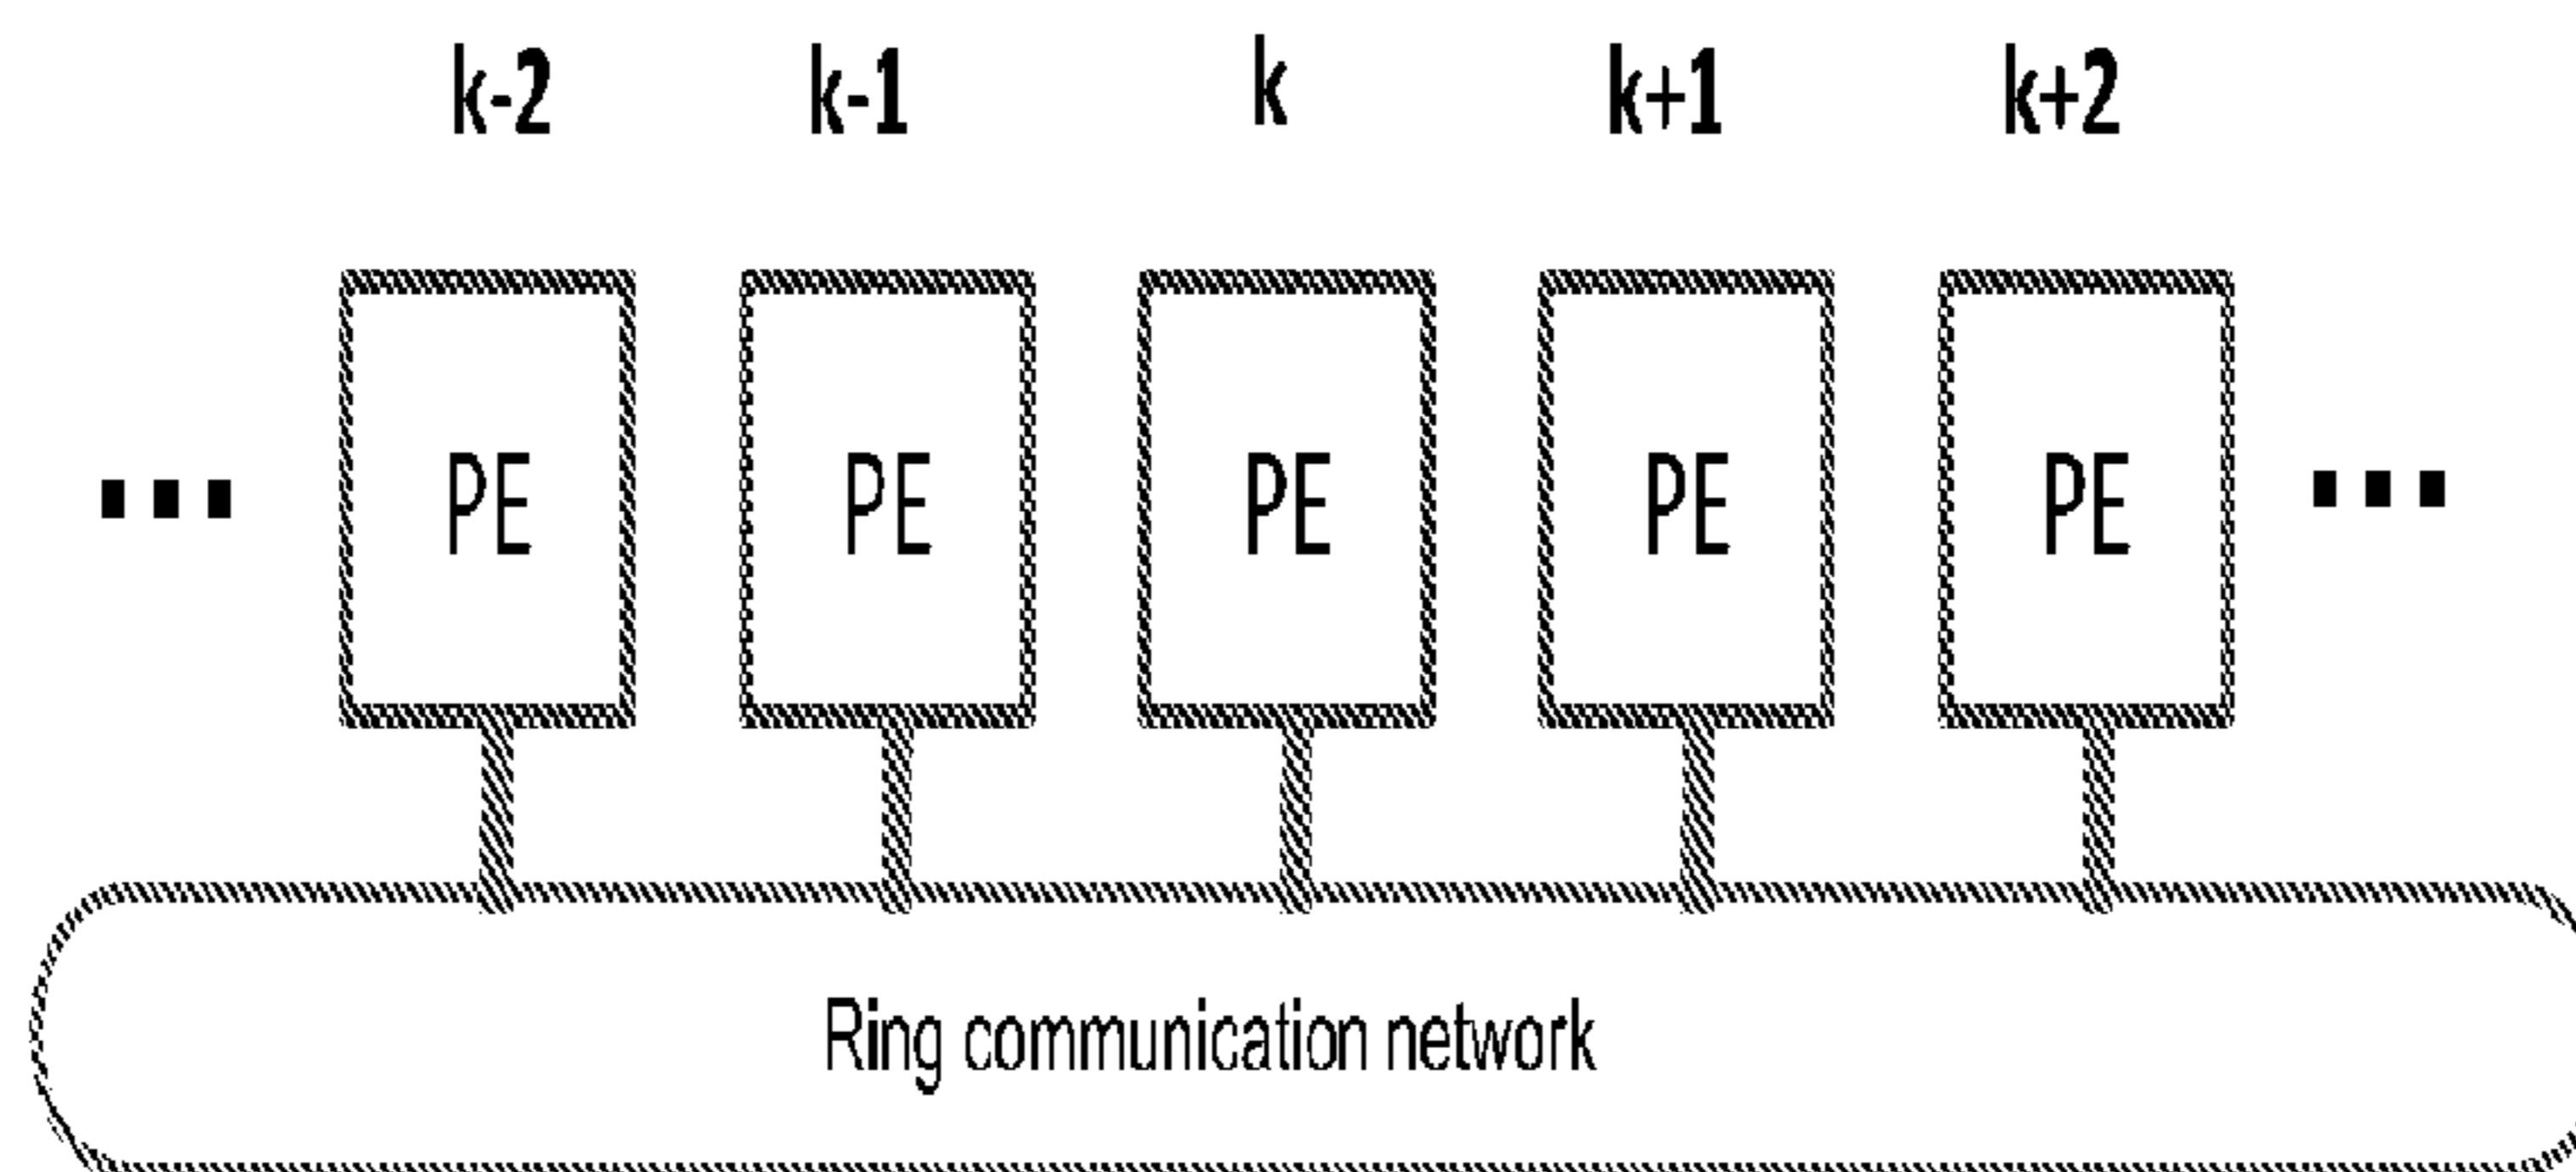 k-2 k-1 k k+1 k+2
... PE PE PE PE PE ...
Ring communication network